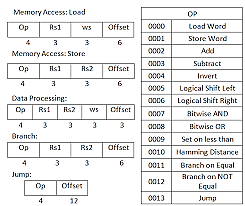 Memory Access: Load
Op Rs1 ws Offset
4 3 3 6
Memory Access: Store
Op Rs1 Rs2 Offset
4 3 3 6
Data Processing:
Op Rs1 Rs2 ws
4 3 3 3 3
Branch:
Op Rs1 Rs2 Offset
4 3 3 6
Jump:
Op Offset
4 12
OP
0000 Load Word
0001 Store Word
0002 Add
0003 Subtract
0004 Invert
0005 Logical Shift Left
0006 Logical Shift Right
0007 Bitwise AND
0008 Bitwise OR
0009 Set on less than
0010 Hamming Distance
0011 Branch on Equal
0012 Branch on NOT
Equal
0013 Jump